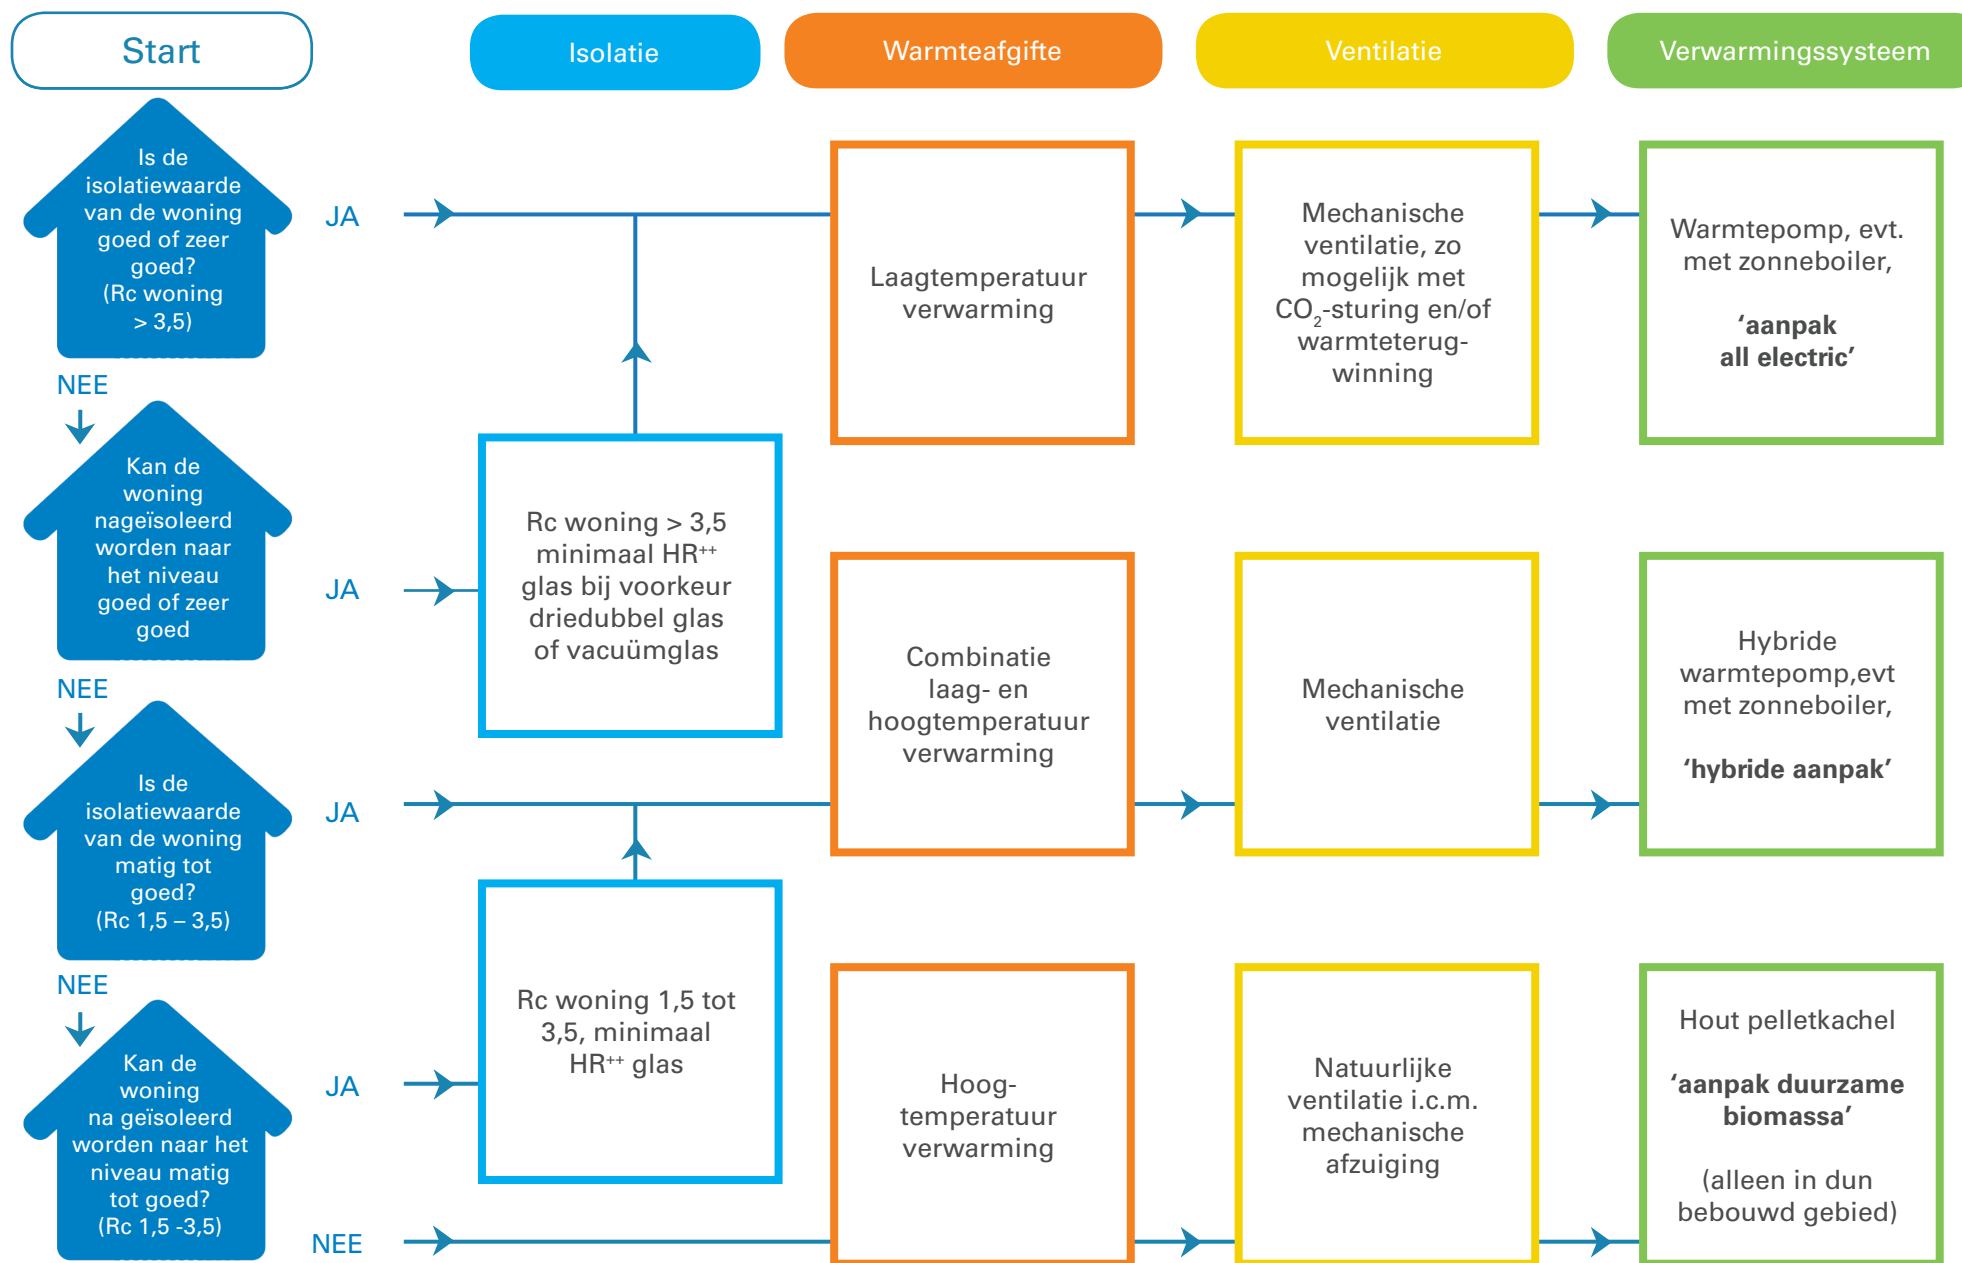 Start
Isolatie
Warmteafgifte
Ventilatie
Verwarmingssysteem
Is de
isolatiewaarde
van de woning
goed of zeer
goed?
(Rc woning
> 3,5)
JA
Laagtemperatuur
verwarming
Mechanische
ventilatie, zo
mogelijk met
CO₂-sturing en/of
warmteterug-
winning
Warmtepomp, evt.
met zonneboiler,
‘aanpak
all electric’
NEE
Kan de
woning
nageïsoleerd
worden naar
het niveau
goed of zeer
goed
JA
Rc woning > 3,5
minimaal HR⁺⁺
glas bij voorkeur
driedubbel glas
of vacuümglas
NEE
Is de
isolatiewaarde
van de woning
matig tot
goed?
(Rc 1,5 – 3,5)
JA
Combinatie
laag- en
hoogtemperatuur
verwarming
Mechanische
ventilatie
Hybride
warmtepomp,evt
met zonneboiler,
‘hybride aanpak’
NEE
Kan de
woning
na geïsoleerd
worden naar het
niveau matig
tot goed?
(Rc 1,5 -3,5)
JA
Rc woning 1,5 tot
3,5, minimaal
HR⁺⁺ glas
NEE
Hoog-
temperatuur
verwarming
Natuurlijke
ventilatie i.c.m.
mechanische
afzuiging
Hout pelletkachel
‘aanpak duurzame
biomassa’
(alleen in dun
bebouwd gebied)